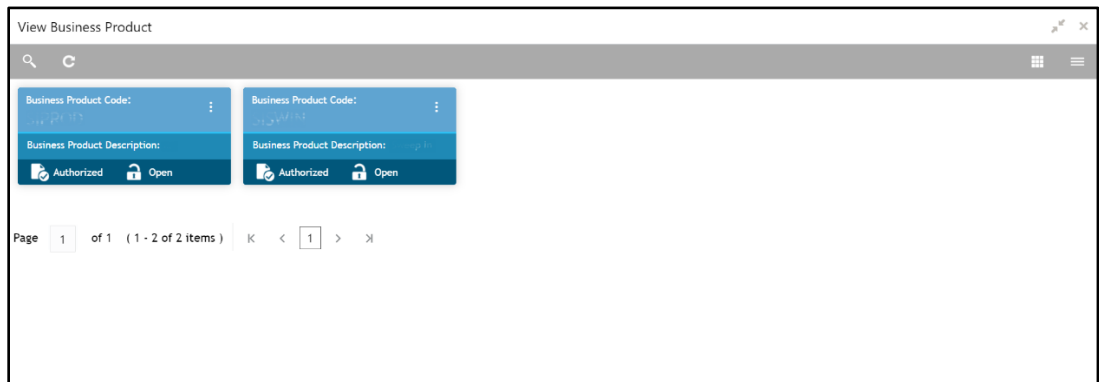 View Business Product
Business Product Code:
Business Product Description:
Authorized Open
Business Product Code:
Business Product Description:
Authorized Open
Page 1 of 1 ( 1 - 2 of 2 items ) K < 1 > >|